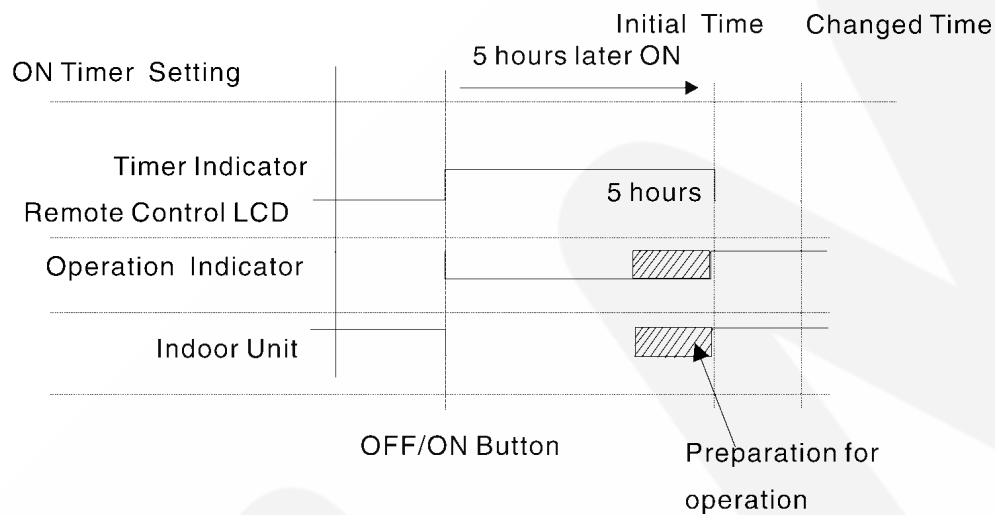 Initial Time
Changed Time
5 hours later ON
ON Timer Setting
Timer Indicator
5 hours
Remote Control LCD
Operation Indicator
Indoor Unit
OFF/ON Button
Preparation for
operation